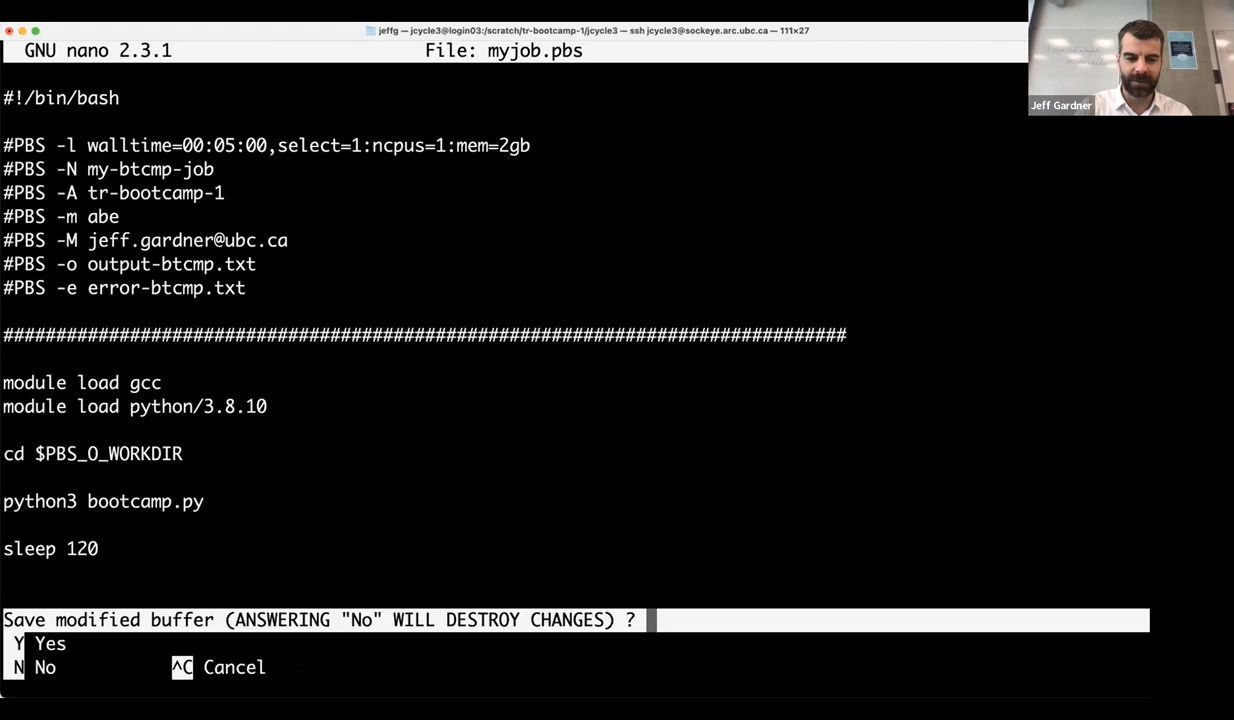 jeffg — jcycle3@login03:/scratch/tr-bootcamp-1/jcycle3 — ssh jcycle3@sockeye.arc.ubc.ca — 111×27
GNU nano 2.3.1 File: myjob.pbs
#!/bin/bash
#PBS -l walltime=00:05:00,select=1:ncpus=1:mem=2gb
#PBS -N my-btcmp-job
#PBS -A tr-bootcamp-1
#PBS -m abe
#PBS -M jeff.gardner@ubc.ca
#PBS -o output-btcmp.txt
#PBS -e error-btcmp.txt
################################################################################
module load gcc
module load python/3.8.10
cd $PBS_O_WORKDIR
python3 bootcamp.py
sleep 120
Save modified buffer (ANSWERING "No" WILL DESTROY CHANGES) ?
Y Yes
N No ^C Cancel
Jeff Gardner